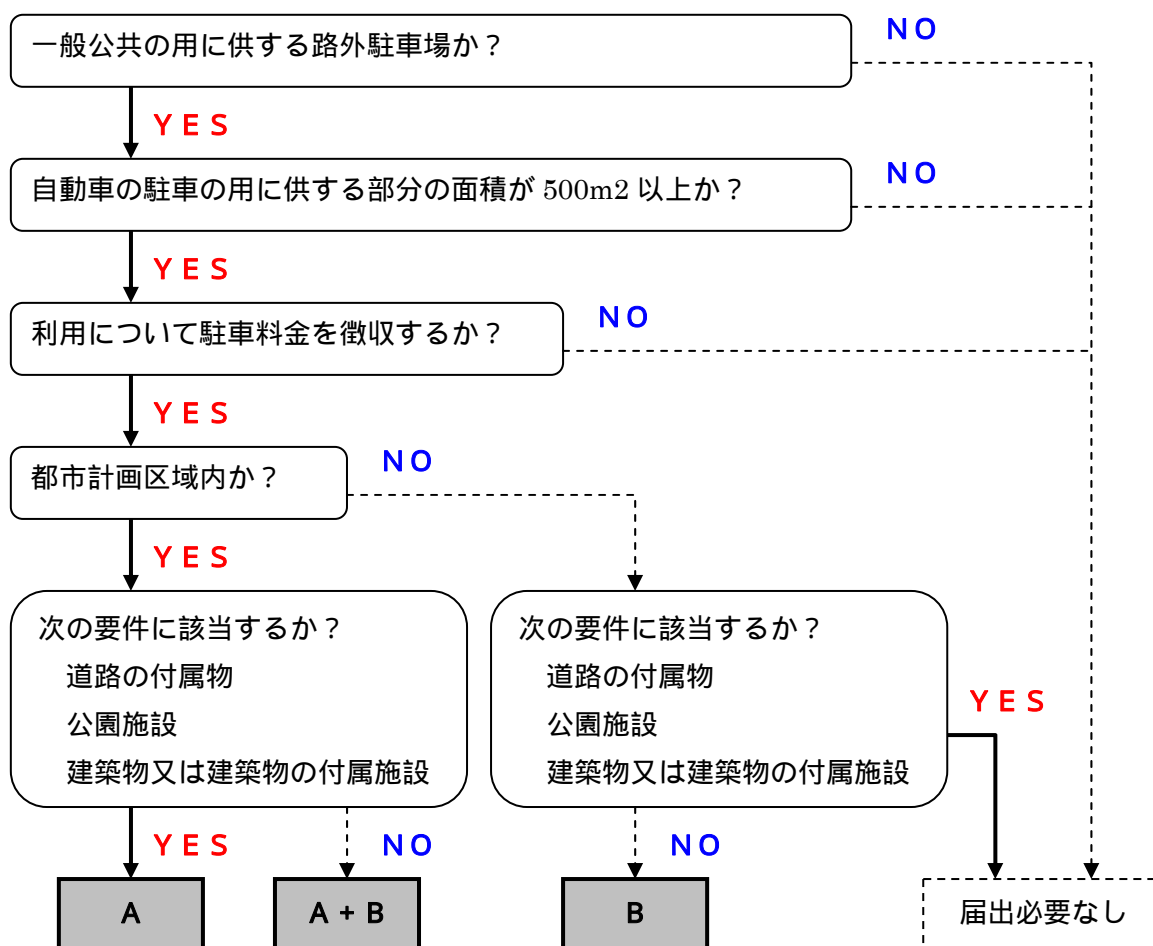 一般公共の用に供する路外駐車場か？
ＮＯ
ＹＥＳ
自動車の駐車の用に供する部分の面積が 500m2 以上か？
ＮＯ
ＹＥＳ
利用について駐車料金を徴収するか？
ＮＯ
ＹＥＳ
都市計画区域内か？
ＮＯ
ＹＥＳ
次の要件に該当するか？
道路の付属物
公園施設
建築物又は建築物の付属施設
次の要件に該当するか？
道路の付属物
公園施設
建築物又は建築物の付属施設
ＹＥＳ
ＹＥＳ
ＮＯ
ＮＯ
Ａ
Ａ＋Ｂ
Ｂ
届出必要なし